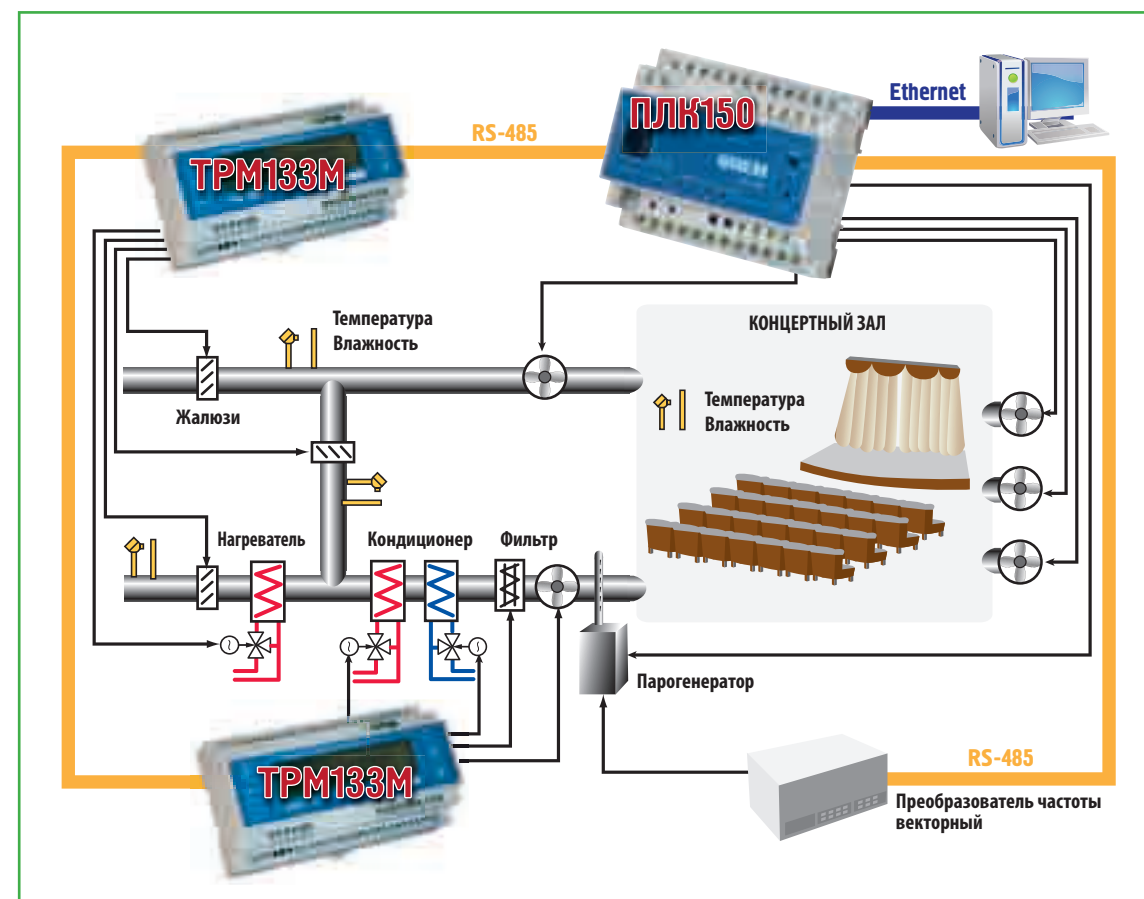 Ethernet
ПЛК150
RS-485
ТРМ133М
Температура
Влажность
КОНЦЕРТНЫЙ ЗАЛ
Температура
Влажность
Жалюзи
Нагреватель
Кондиционер
Фильтр
Парогенератор
ТРМ133М
RS-485
Преобразователь частоты
векторный